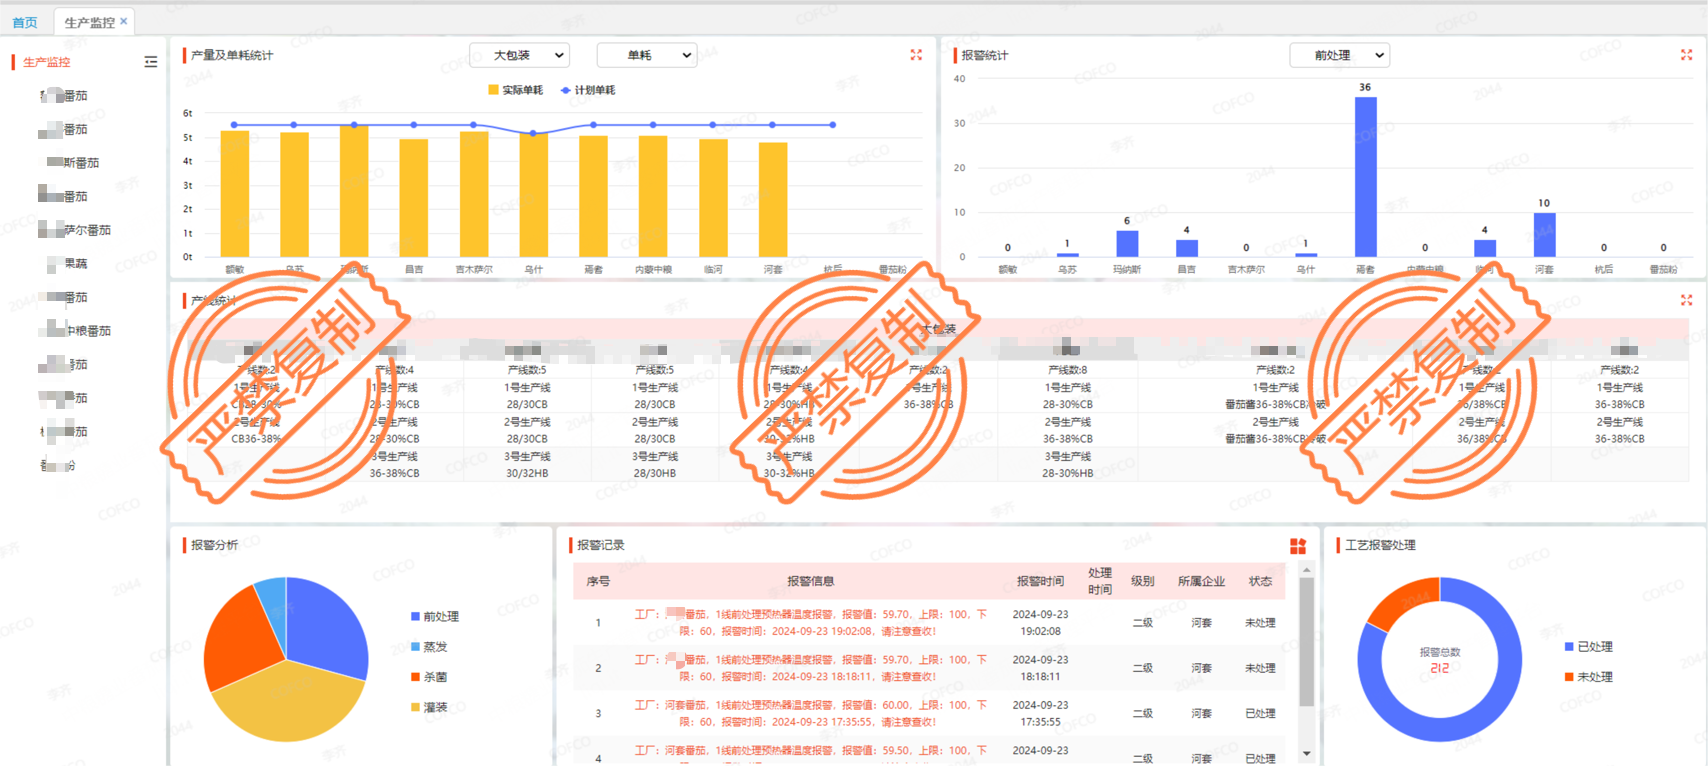 首页
生产监控 ×
生产监控
番茄
番茄
斯番茄
番茄
萨尔番茄
果蔬
番茄
中粮番茄
番茄
茄
番茄
粉
产量及单耗统计
大包装
单耗
实际单耗
计划单耗
6t
5t
4t
3t
2t
1t
0t
额敏
乌苏
玛纳斯
昌吉
吉木萨尔
乌什
焉耆
内蒙中粮
临河
河套
杭后
番茄粉
报警统计
前处理
40
30
20
10
0
0
1
6
4
0
1
36
0
4
10
0
0
额敏
乌苏
玛纳斯
昌吉
吉木萨尔
乌什
焉耆
内蒙中粮
临河
河套
杭后
番茄粉
产线统计
大包装
产线数:2 产线数:4 产线数:5 产线数:5 产线数:4 产线数:2 产线数:8 产线数:2 产线数:2 产线数:2
1号生产线 1号生产线 1号生产线 1号生产线 1号生产线 1号生产线 1号生产线 1号生产线 1号生产线 1号生产线
CB28-30% 28-30%CB 28/30CB 28/30CB 28/30%HB 36-38%CB 28-30%CB 番茄酱36-38%CB冷破 36/38%CB 36-38%CB
2号生产线 2号生产线 2号生产线 2号生产线 2号生产线 2号生产线 2号生产线 2号生产线 2号生产线
CB36-38% 28-30%CB 28/30CB 28/30CB 30-32%HB 36-38%CB 番茄酱36-38%CB冷破 36/38%CB 36-38%CB
3号生产线 3号生产线 3号生产线 3号生产线 3号生产线
36-38%CB 30/32HB 28/30HB 30-32%HB 28-30%HB
严禁复制
严禁复制
严禁复制
报警分析
前处理
蒸发
杀菌
灌装
报警记录
序号 报警信息 报警时间 处理时间 级别 所属企业 状态
1 工厂: 番茄，1线前处理预热器温度报警，报警值：59.70，上限：100，下 2024-09-23 二级 河套 未处理
限：60，报警时间：2024-09-23 19:02:08，请注意查收! 19:02:08
2 工厂: 番茄，1线前处理预热器温度报警，报警值：59.70，上限：100，下 2024-09-23 二级 河套 未处理
限：60，报警时间：2024-09-23 18:18:11，请注意查收! 18:18:11
3 工厂：河套番茄，1线前处理预热器温度报警，报警值：60.00，上限：100，下 2024-09-23 二级 河套 已处理
限：60，报警时间：2024-09-23 17:35:55，请注意查收! 17:35:55
4 工厂：河套番茄，1线前处理预热器温度报警，报警值：59.50，上限：100，下 2024-09-23 二级 河套 已处理
工艺报警处理
报警总数
212
已处理
未处理
COFCO
李齐
2044